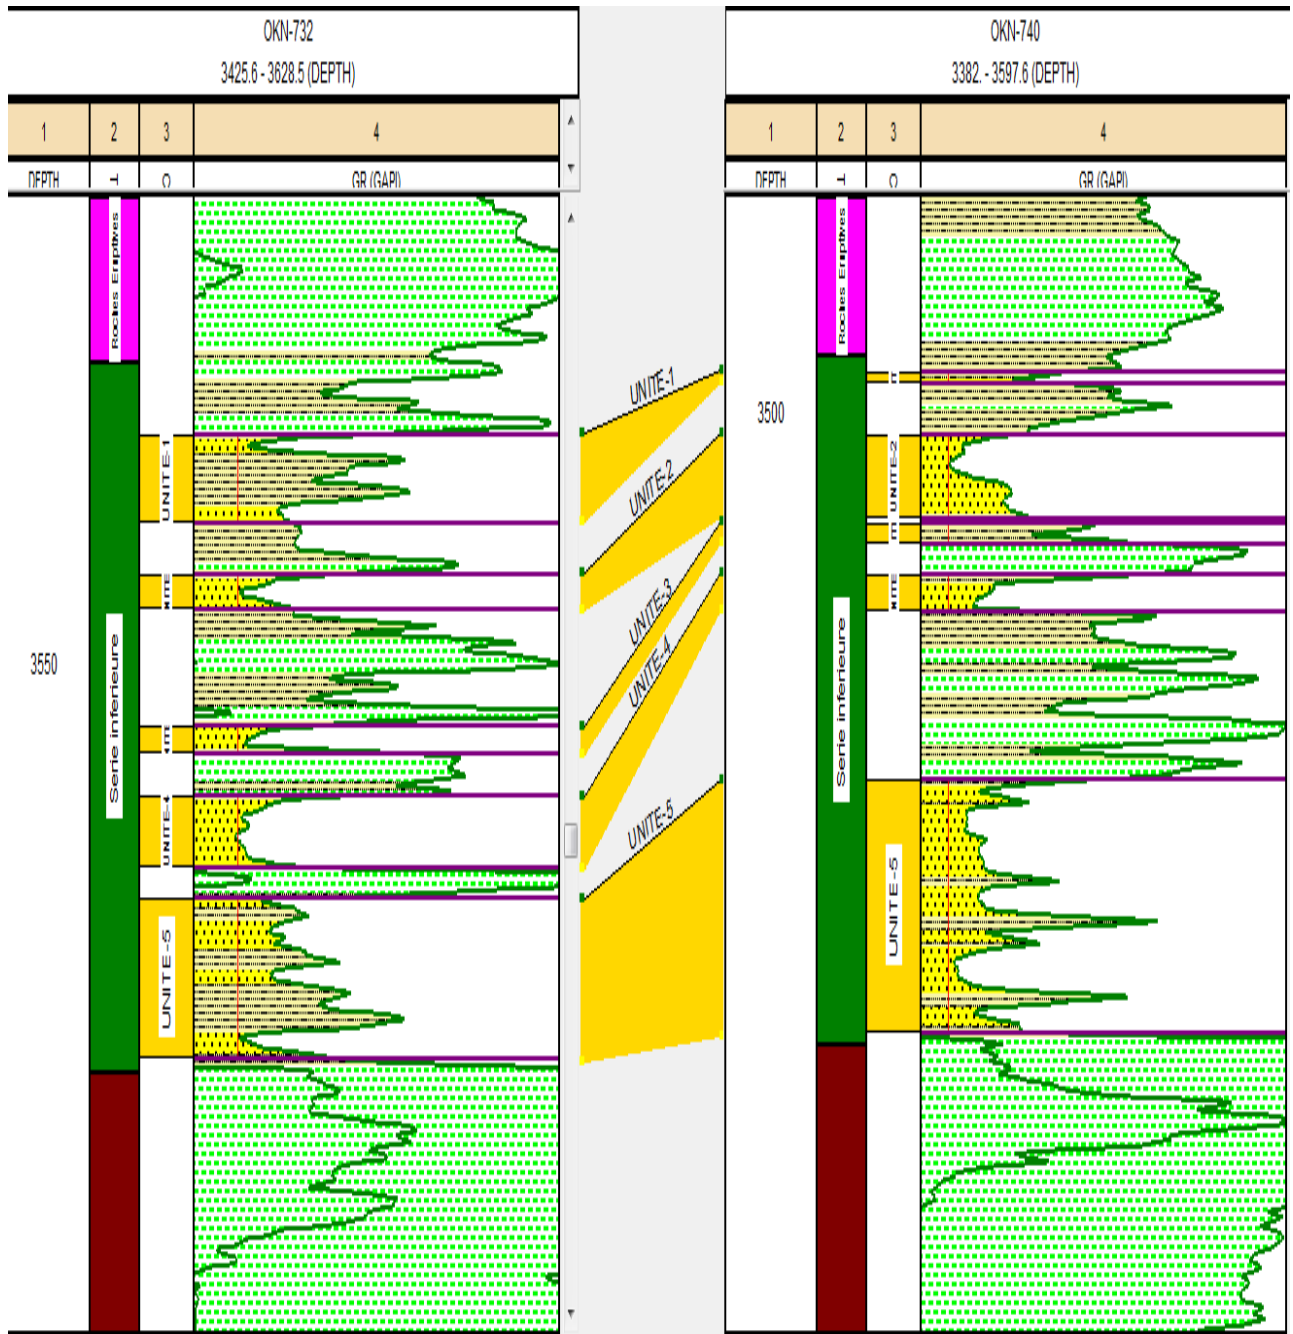 OKN-732
3425.6 - 3628.5 (DEPTH)
1
2
3
4
DEPTH
GR (GAPI)
Roches Eruptives
Serie inferieure
3550
UNITE-1
UNITE-4
UNITE-5
UNITE-1
UNITE-2
UNITE-3
UNITE-4
UNITE-5
OKN-740
3382. - 3597.6 (DEPTH)
1
2
3
4
DEPTH
GR (GAPI)
Roches Eruptives
Serie inferieure
3500
UNITE-2
UNITE-5